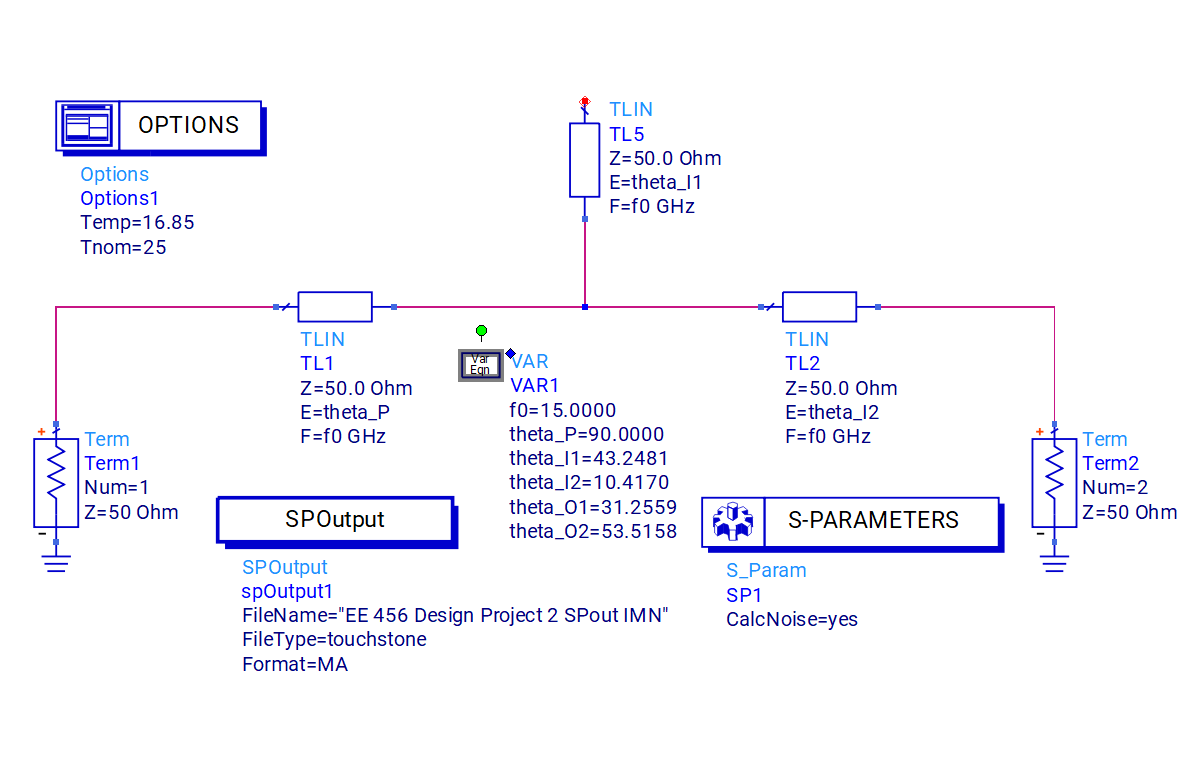 OPTIONS
Options
Options1
Temp=16.85
Tnom=25
TLIN
TL5
Z=50.0 Ohm
E=theta_I1
F=f0 GHz
TLIN
TL1
Z=50.0 Ohm
E=theta_P
F=f0 GHz
Var
Eqn
VAR
VAR1
f0=15.0000
theta_P=90.0000
theta_I1=43.2481
theta_I2=10.4170
theta_O1=31.2559
theta_O2=53.5158
TLIN
TL2
Z=50.0 Ohm
E=theta_I2
F=f0 GHz
+
Term
Term1
Num=1
Z=50 Ohm
-
+
Term
Term2
Num=2
Z=50 Ohm
-
SPOutput
SPOutput
spOutput1
FileName="EE 456 Design Project 2 SPout IMN"
FileType=touchstone
Format=MA
S-PARAMETERS
S_Param
SP1
CalcNoise=yes